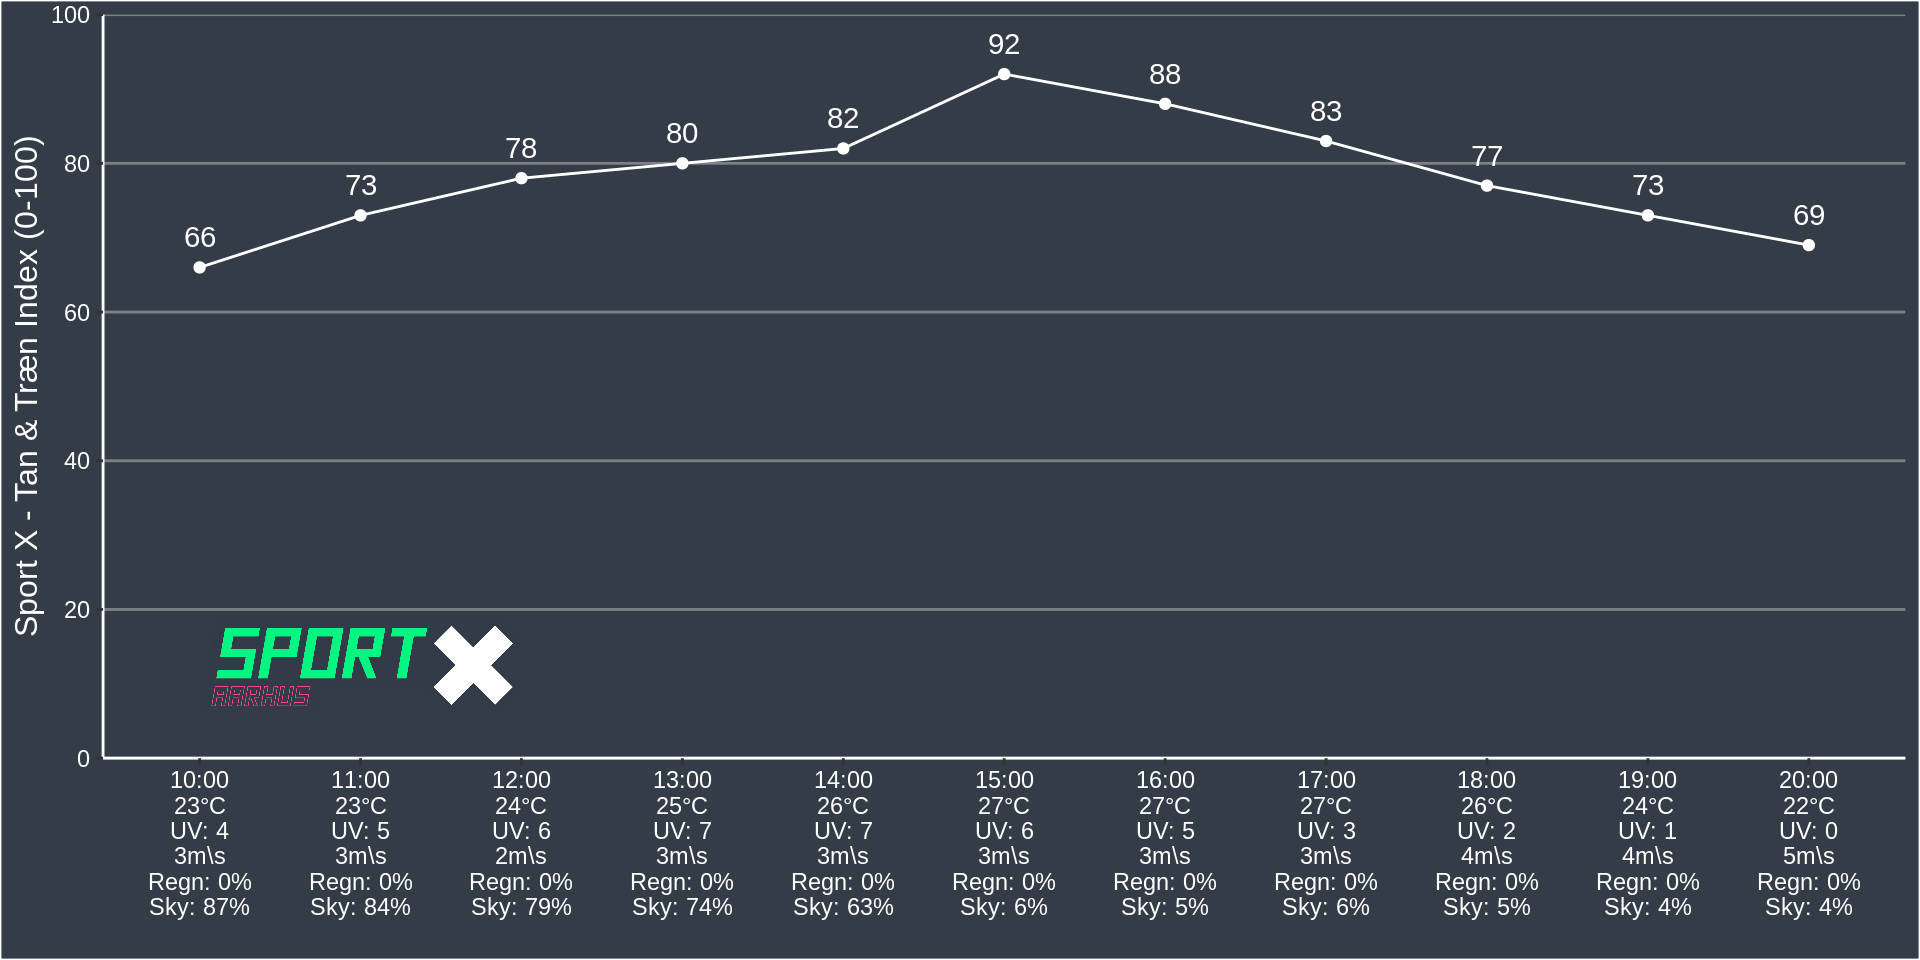 Sport X - Tan & Træn Index (0-100)
100
80
60
40
20
0
66
73
78
80
82
92
88
83
77
73
69
SPORT X
AARHUS
10:00 11:00 12:00 13:00 14:00 15:00 16:00 17:00 18:00 19:00 20:00
23°C 23°C 24°C 25°C 26°C 27°C 27°C 27°C 26°C 24°C 22°C
UV: 4 UV: 5 UV: 6 UV: 7 UV: 7 UV: 6 UV: 5 UV: 3 UV: 2 UV: 1 UV: 0
3m\s 3m\s 2m\s 3m\s 3m\s 3m\s 3m\s 3m\s 4m\s 4m\s 5m\s
Regn: 0% Regn: 0% Regn: 0% Regn: 0% Regn: 0% Regn: 0% Regn: 0% Regn: 0% Regn: 0% Regn: 0% Regn: 0%
Sky: 87% Sky: 84% Sky: 79% Sky: 74% Sky: 63% Sky: 6% Sky: 5% Sky: 6% Sky: 5% Sky: 4% Sky: 4%